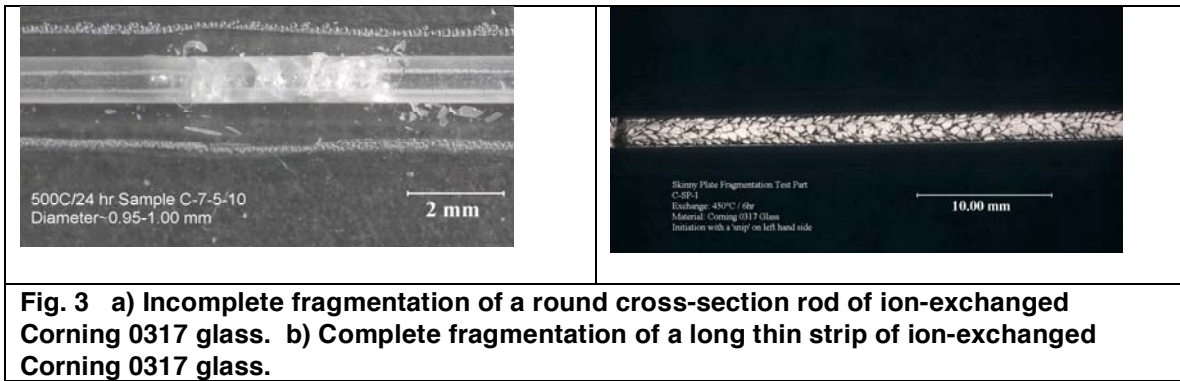 500C/24 hr Sample C-7-5-10
Diameter~0.95-1.00 mm
2 mm
Skinny Plate Fragmentation Test Part
C-SP-1
Exchange: 450°C / 6hr
Material: Corning 0317 Glass
Initiation with a 'snip' on left hand side
10.00 mm
Fig. 3 a) Incomplete fragmentation of a round cross-section rod of ion-exchanged
Corning 0317 glass. b) Complete fragmentation of a long thin strip of ion-exchanged
Corning 0317 glass.